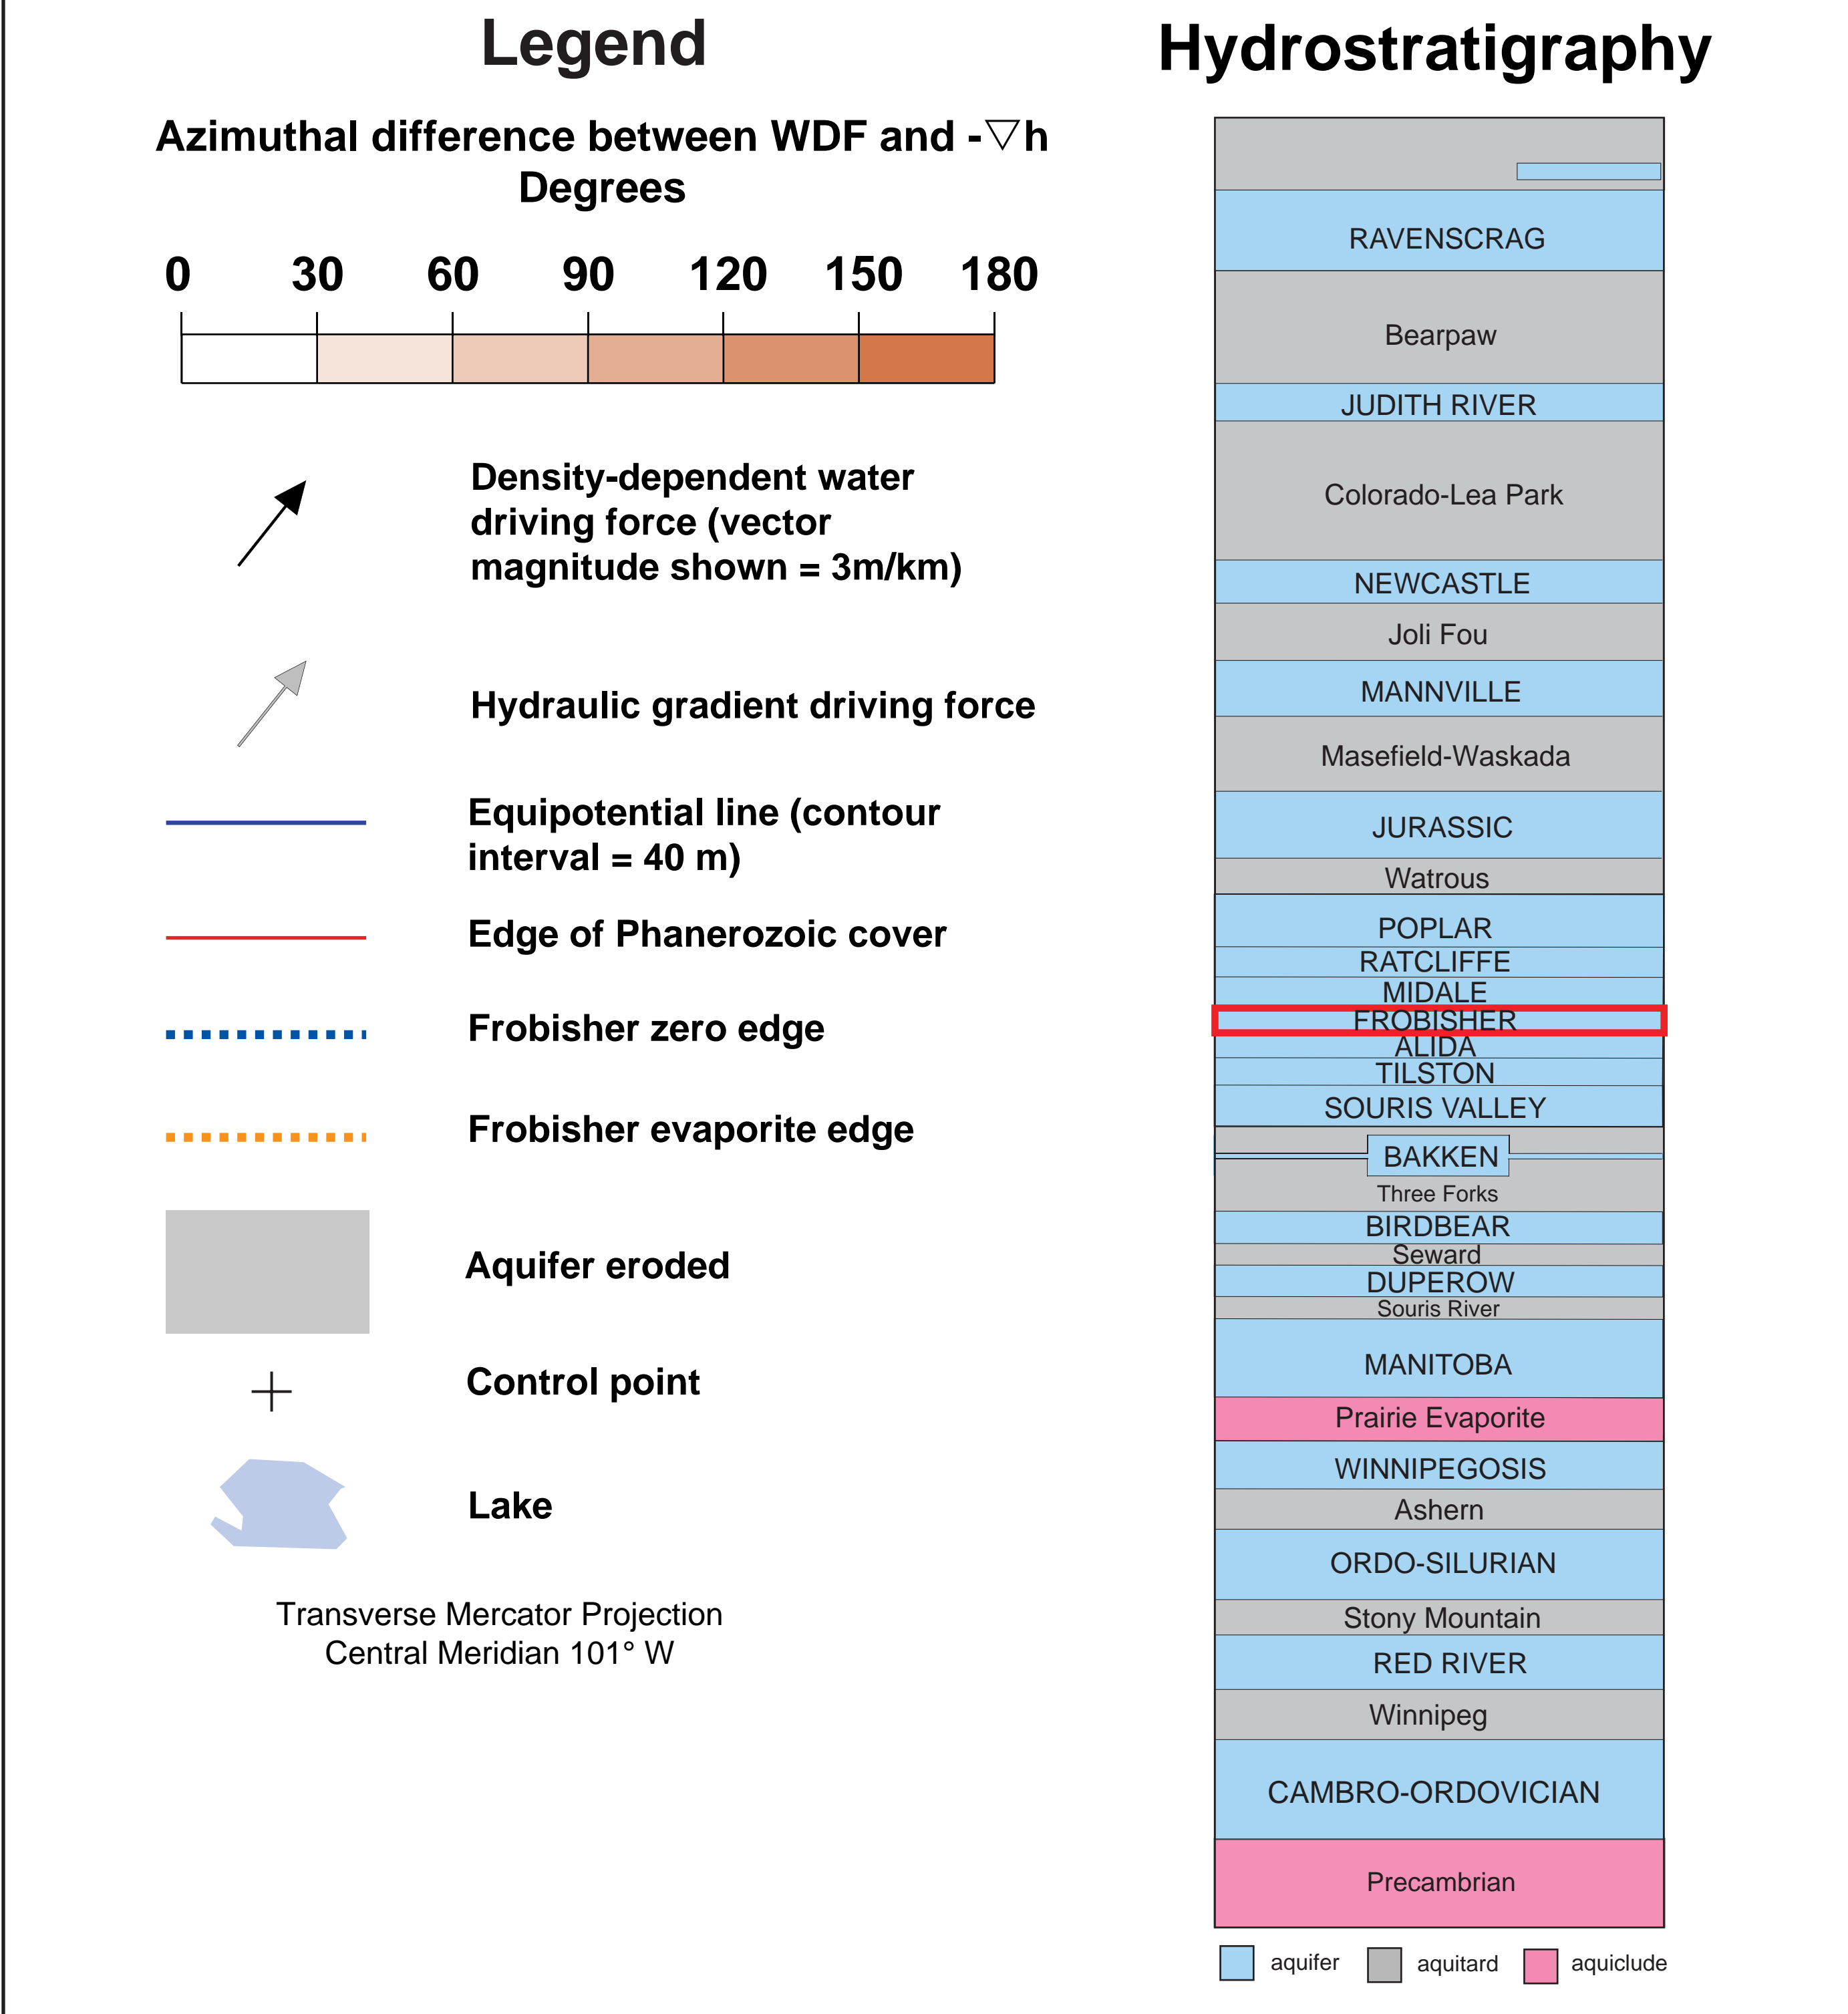 Legend
Azimuthal difference between WDF and -▽h
Degrees
0 30 60 90 120 150 180
Density-dependent water
driving force (vector
magnitude shown = 3m/km)
Hydraulic gradient driving force
Equipotential line (contour
interval = 40 m)
Edge of Phanerozoic cover
Frobisher zero edge
Frobisher evaporite edge
Aquifer eroded
Control point
Lake
Transverse Mercator Projection
Central Meridian 101° W
Hydrostratigraphy
RAVENSCRAG
Bearpaw
JUDITH RIVER
Colorado-Lea Park
NEWCASTLE
Joli Fou
MANNVILLE
Masefield-Waskada
JURASSIC
Watrous
POPLAR
RATCLIFFE
MIDALE
FROBISHER
ALIDA
TILSTON
SOURIS VALLEY
BAKKEN
Three Forks
BIRDBEAR
Seward
DUPEROW
Souris River
MANITOBA
Prairie Evaporite
WINNIPEGOSIS
Ashern
ORDO-SILURIAN
Stony Mountain
RED RIVER
Winnipeg
CAMBRO-ORDOVICIAN
Precambrian
aquifer aquitard aquiclude